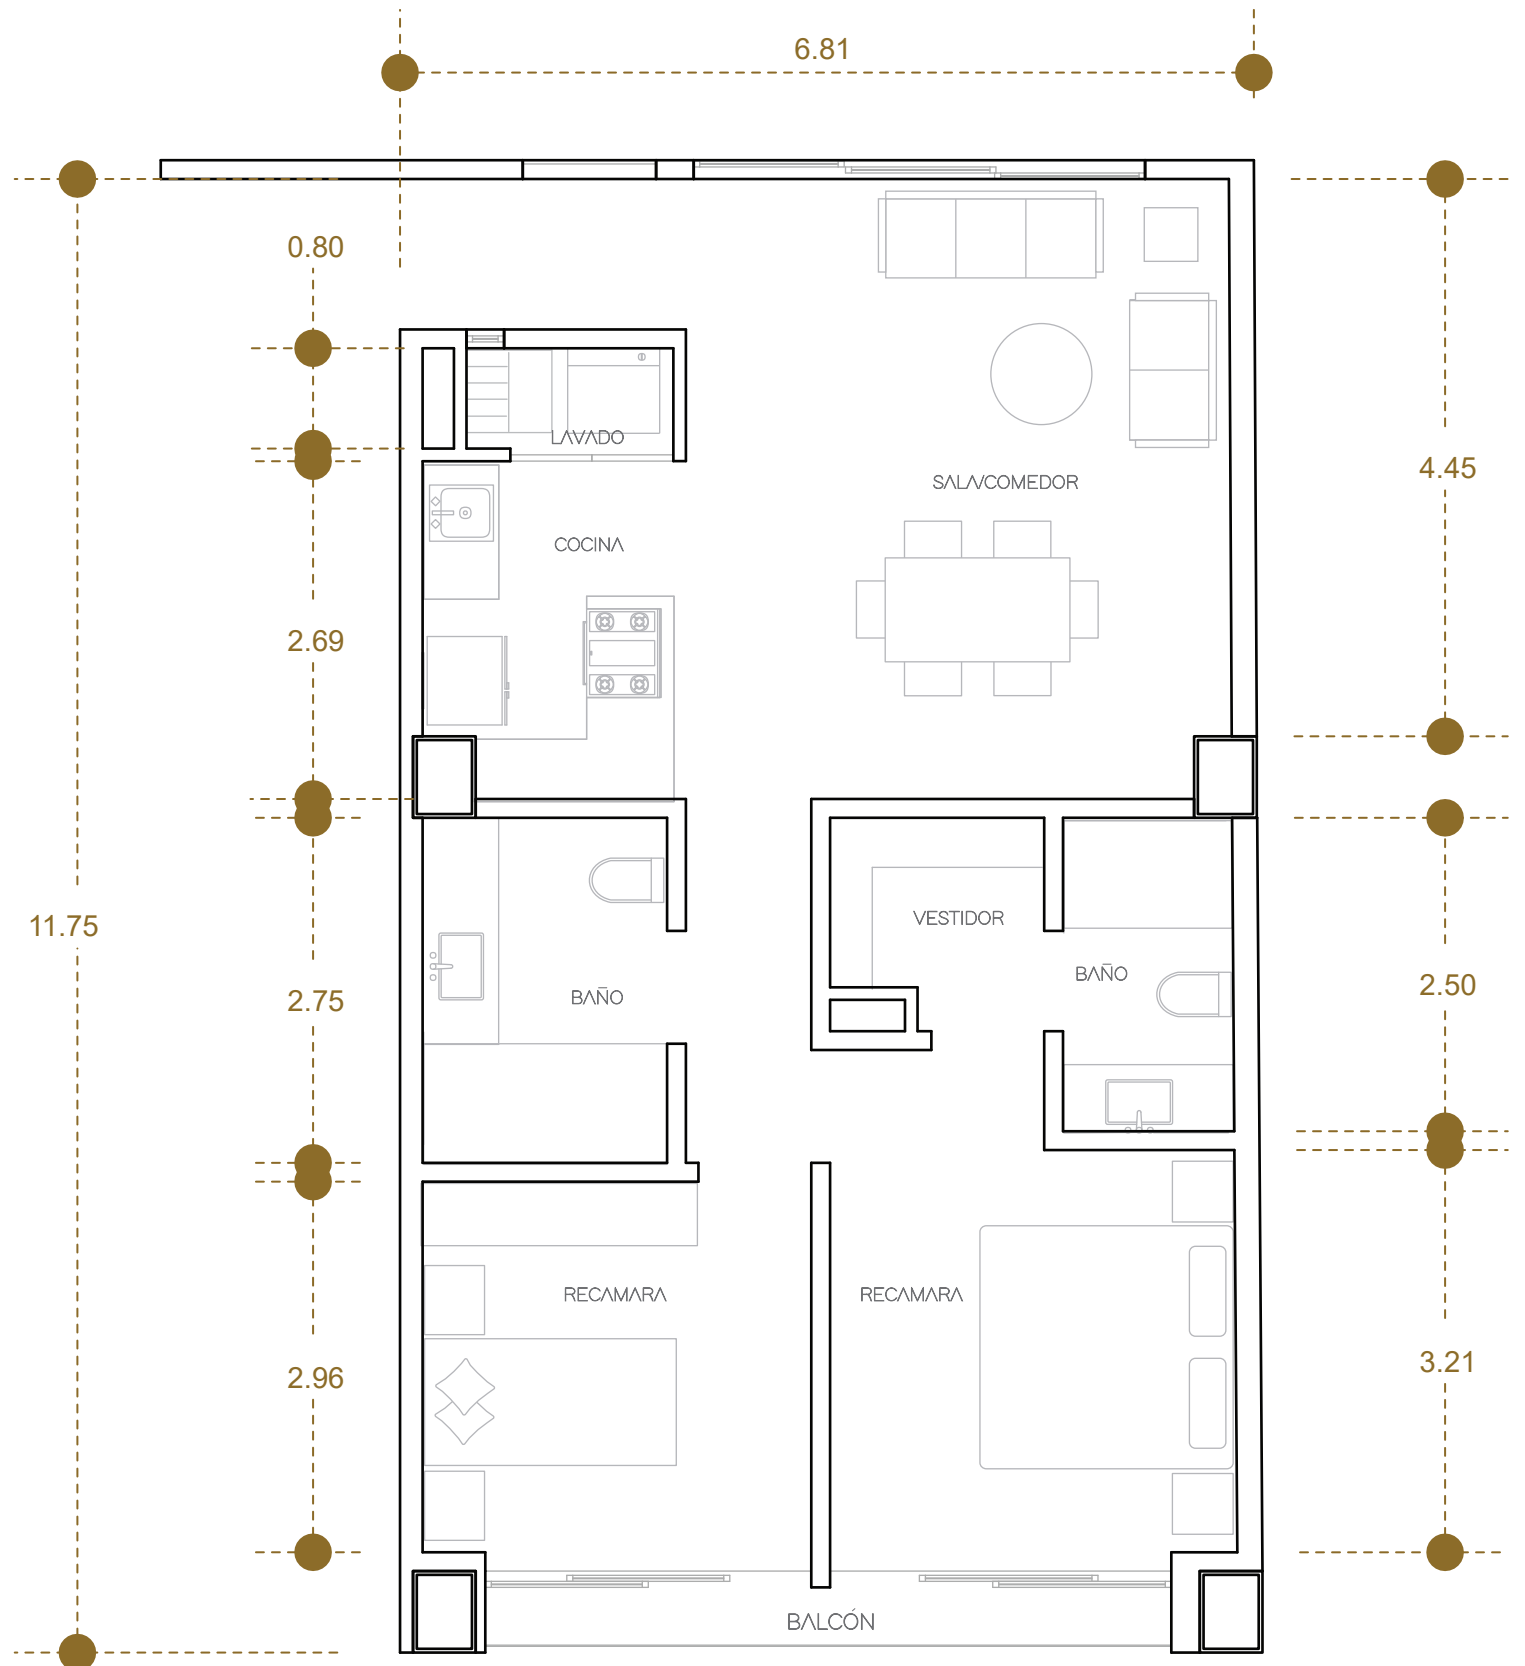 6.81
0.80
LAVADO
4.45
SALA/COMEDOR
COCINA
2.69
VESTIDOR
11.75
BAÑO
2.50
BAÑO
2.75
RECAMARA
RECAMARA
3.21
2.96
BALCÓN